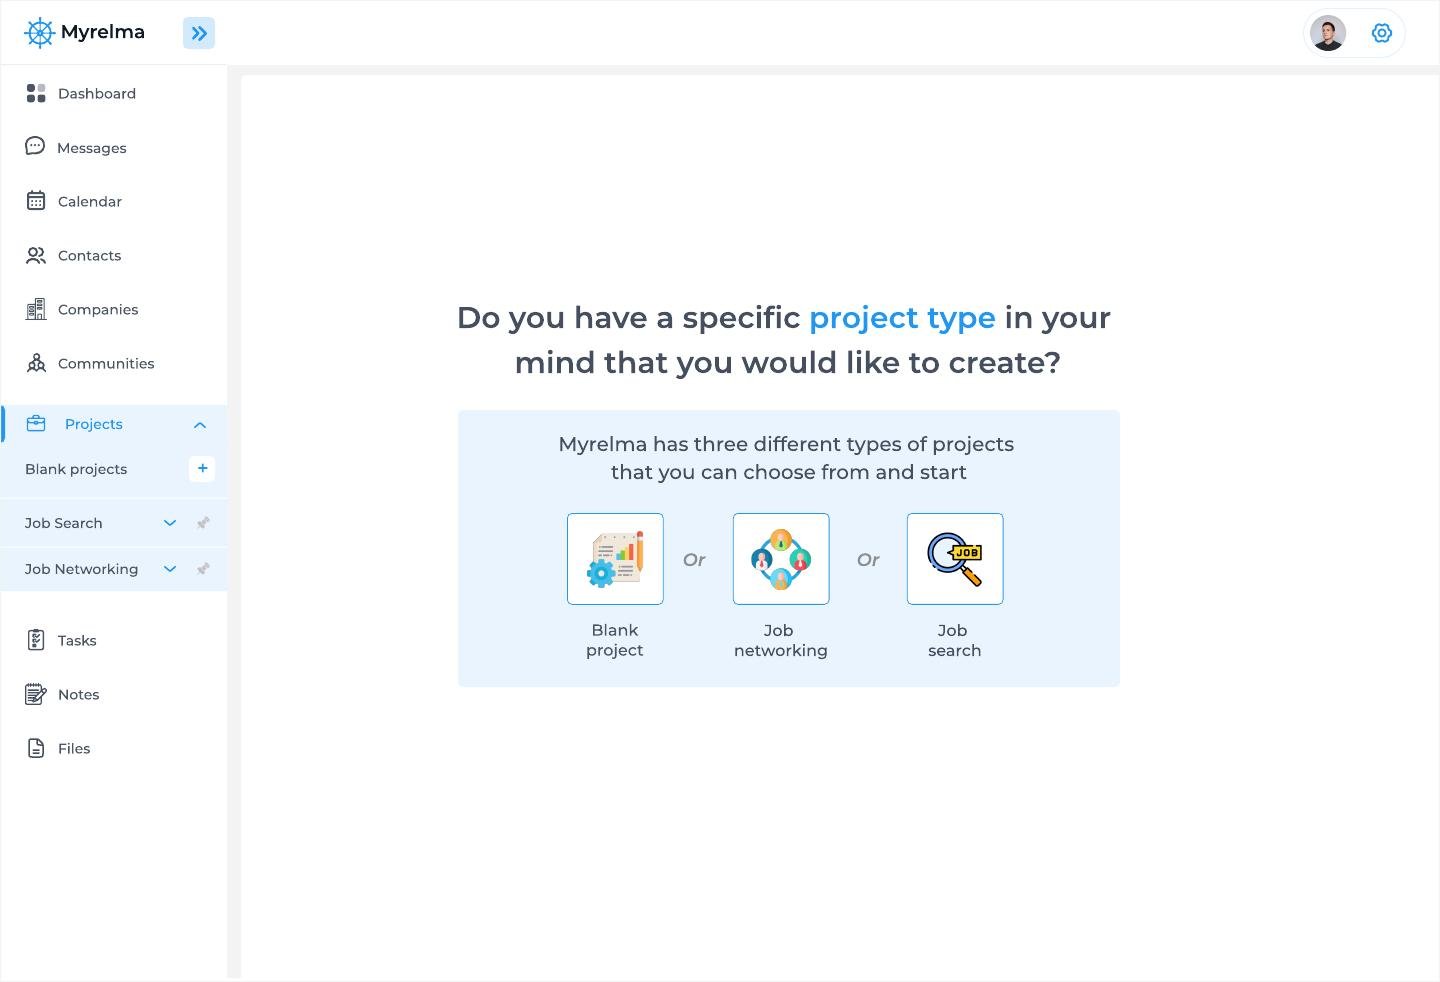 Myrelma
Dashboard
Messages
Calendar
Contacts
Companies
Communities
Projects
Blank projects
Job Search
Job Networking
Tasks
Notes
Files
Do you have a specific project type in your
mind that you would like to create?
Myrelma has three different types of projects
that you can choose from and start
Or
Or
JOB
Blank
project
Job
networking
Job
search